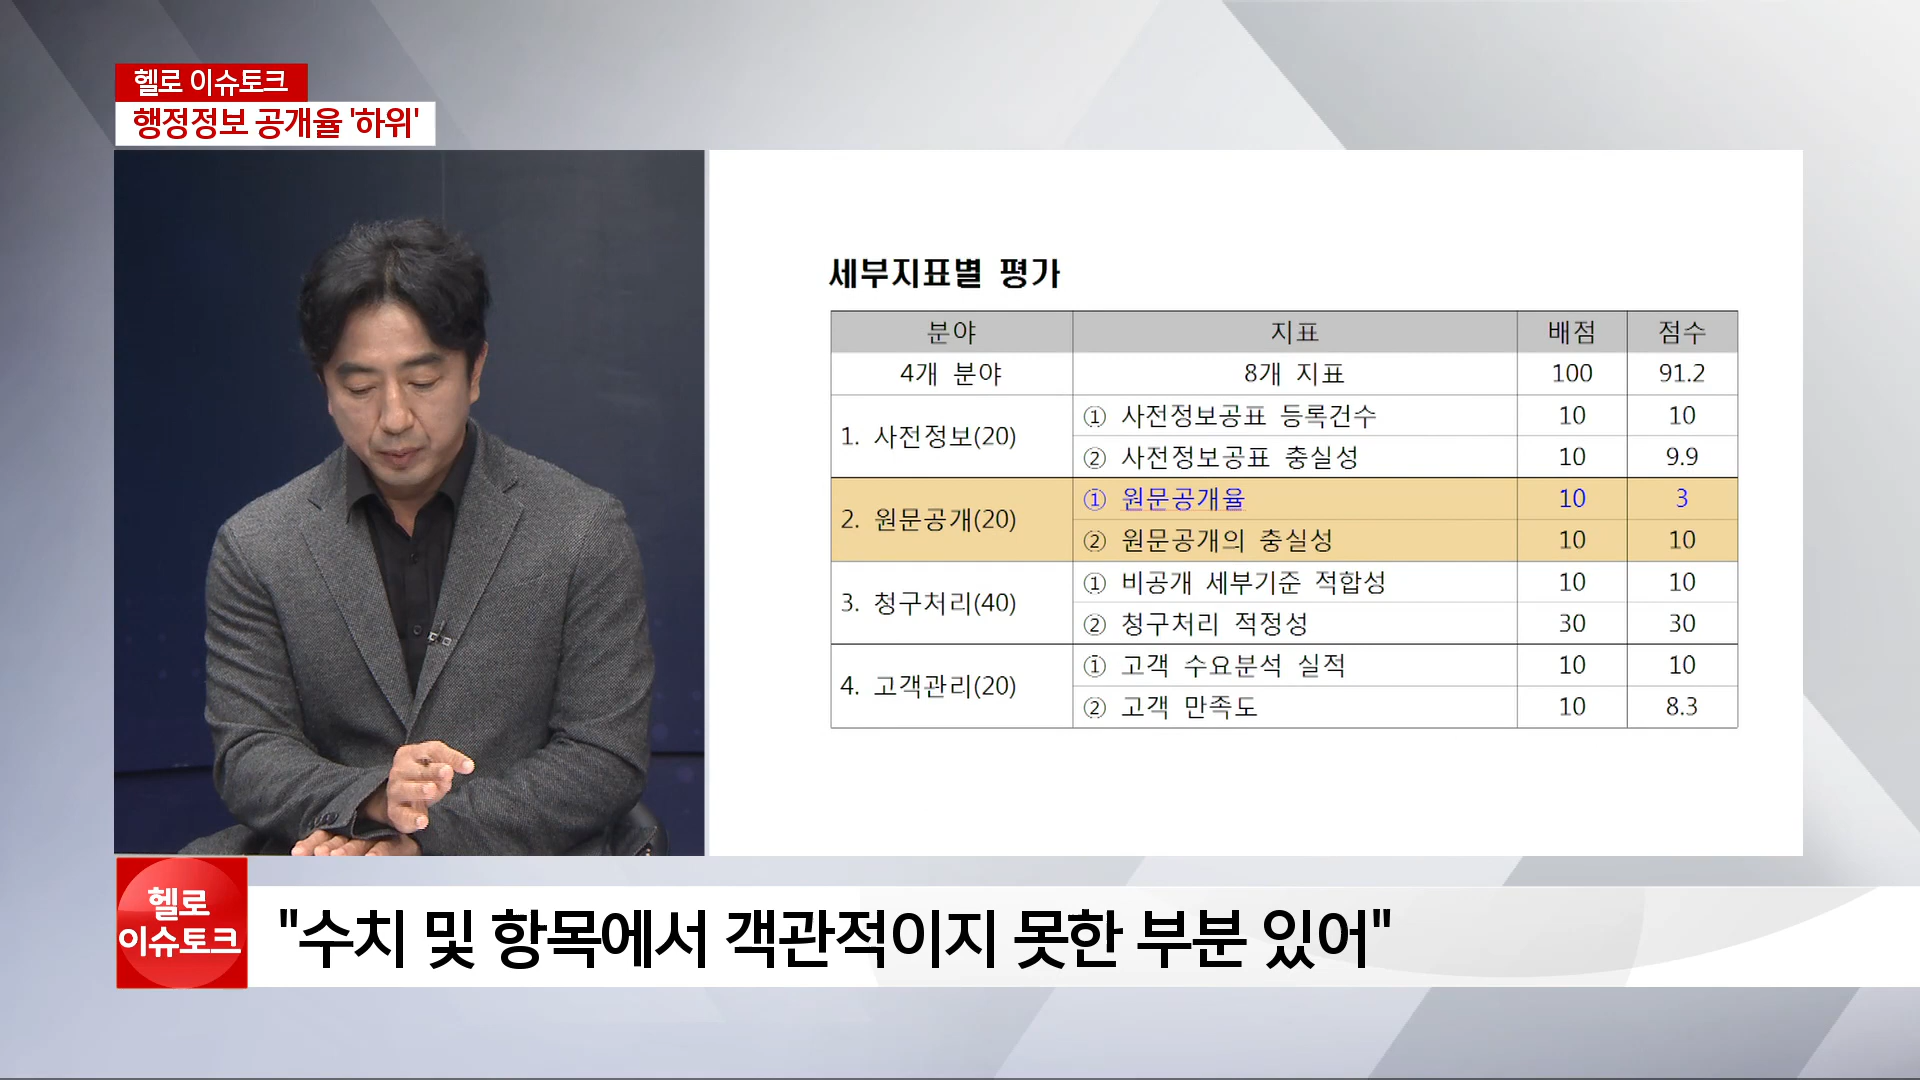 헬로 이슈토크
행정정보 공개율 '하위'
세부지표별 평가
분야 지표 배점 점수
4개 분야 8개 지표 100 91.2
1. 사전정보(20)
① 사전정보공표 등록건수 10 10
② 사전정보공표 충실성 10 9.9
2. 원문공개(20)
① 원문공개율 10 3
② 원문공개의 충실성 10 10
3. 청구처리(40)
① 비공개 세부기준 적합성 10 10
② 청구처리 적정성 30 30
4. 고객관리(20)
① 고객 수요분석 실적 10 10
② 고객 만족도 10 8.3
헬로
이슈토크
"수치 및 항목에서 객관적이지 못한 부분 있어"